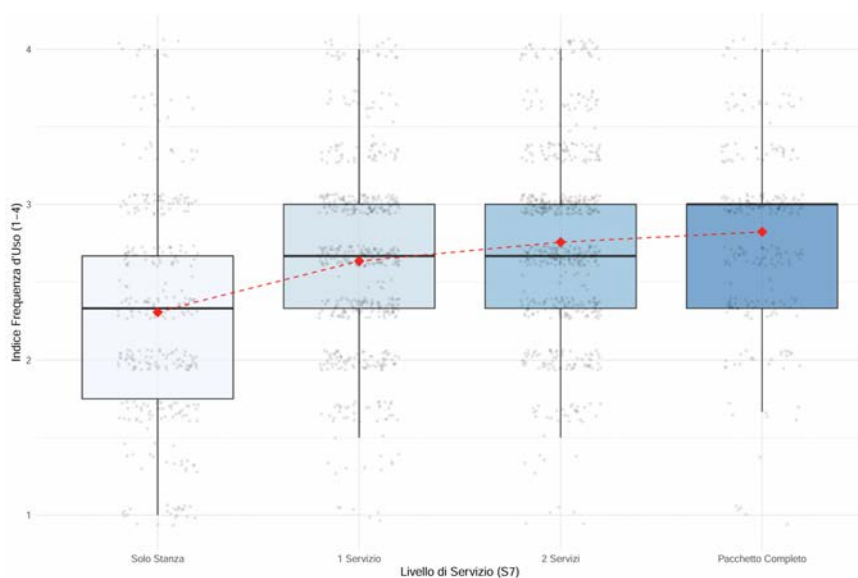 4
3
2
1
Indice Frequenza d'Uso (1−4)
Solo Stanza
1 Servizio
2 Servizi
Pacchetto Completo
Livello di Servizio (S7)